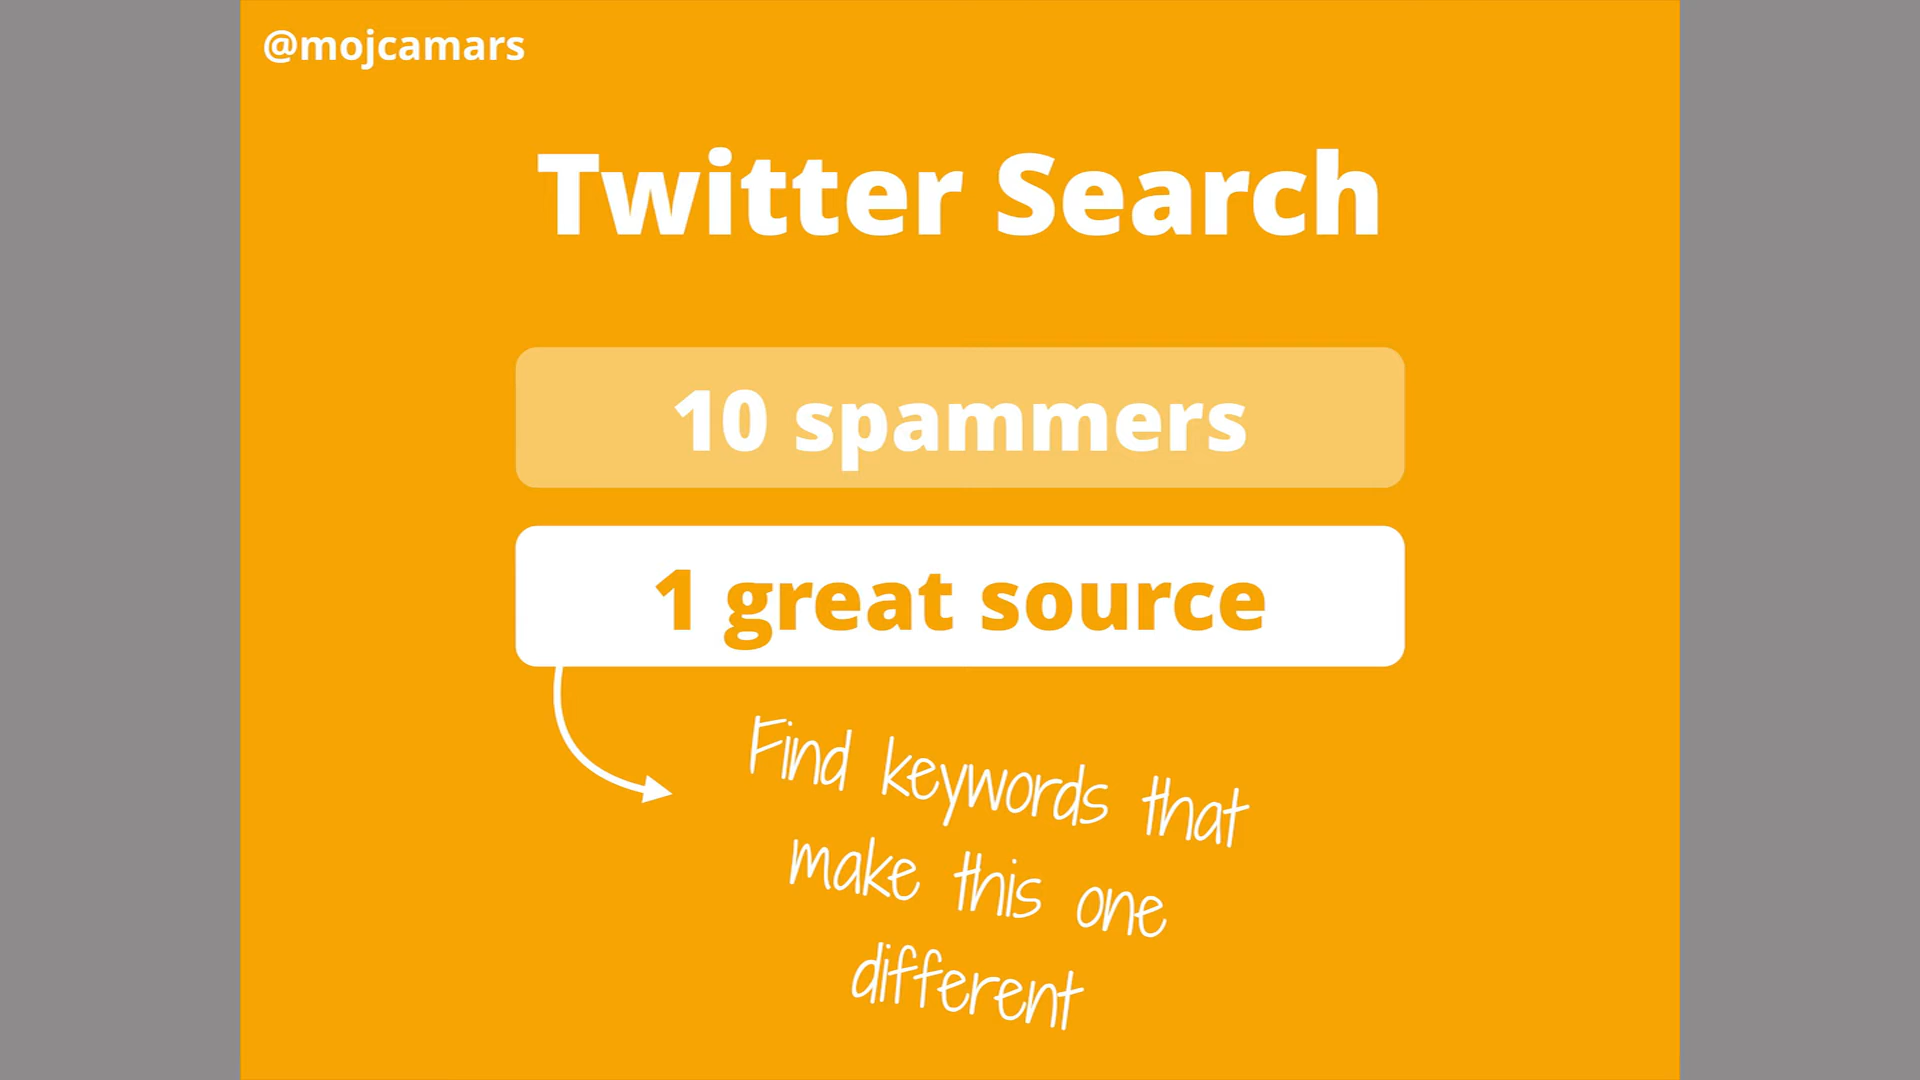 @mojcamars
Twitter Search
10 spammers
1 great source
Find keywords that
make this one
different